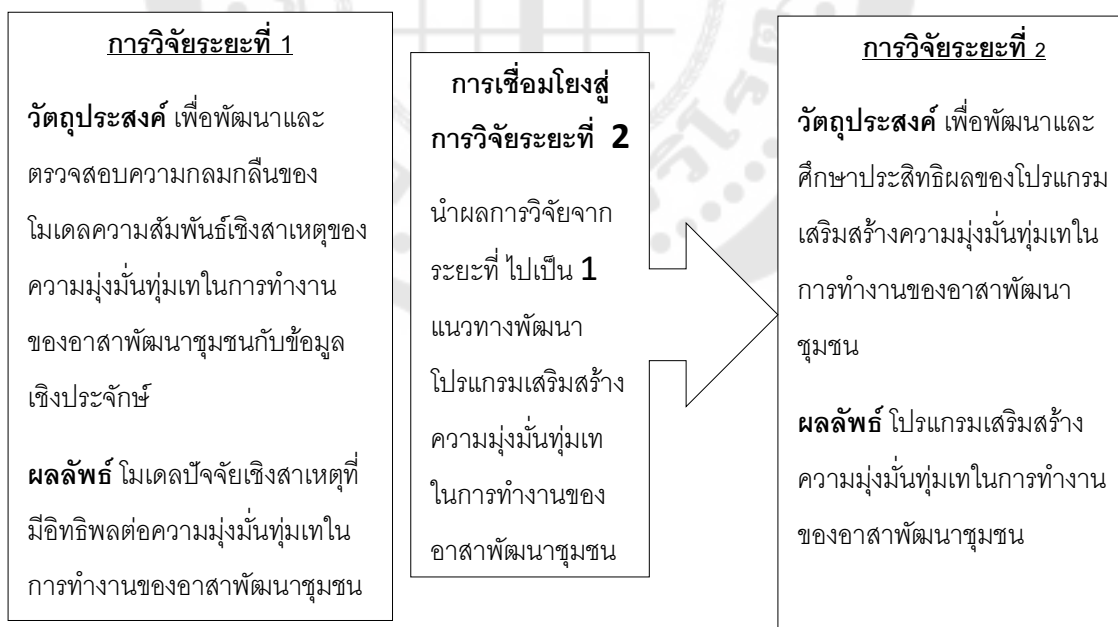 การวิจัยระยะที่ 1
วัตถุประสงค์ เพื่อพัฒนาและ
ตรวจสอบความกลมกลืนของ
โมเดลความสัมพันธ์เชิงสาเหตุของ
ความมุ่งมั่นทุ่มเทในการทำงาน
ของอาสาพัฒนาชุมชนกับข้อมูล
เชิงประจักษ์
ผลลัพธ์ โมเดลปัจจัยเชิงสาเหตุที่
มีอิทธิพลต่อความมุ่งมั่นทุ่มเทใน
การทำงานของอาสาพัฒนาชุมชน
การเชื่อมโยงสู่
การวิจัยระยะที่ 2
นำผลการวิจัยจาก
ระยะที่ ไปเป็น 1
แนวทางพัฒนา
โปรแกรมเสริมสร้าง
ความมุ่งมั่นทุ่มเท
ในการทำงานของ
อาสาพัฒนาชุมชน
การวิจัยระยะที่ 2
วัตถุประสงค์ เพื่อพัฒนาและ
ศึกษาประสิทธิผลของโปรแกรม
เสริมสร้างความมุ่งมั่นทุ่มเทใน
การทำงานของอาสาพัฒนา
ชุมชน
ผลลัพธ์ โปรแกรมเสริมสร้าง
ความมุ่งมั่นทุ่มเทในการทำงาน
ของอาสาพัฒนาชุมชน